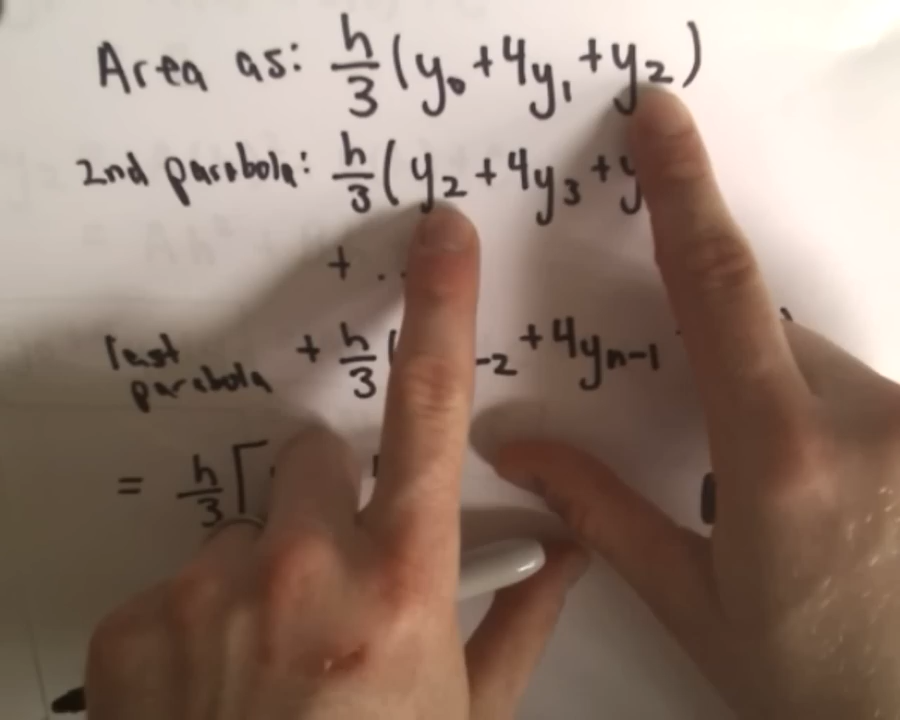 Area as: h/3 (y₀ + 4y₁ + y₂)
2nd parabola: h/3 (y₂ + 4y₃ + y
+ ..
last parabola + h/3 ( -2 + 4yₙ₋₁
= h/3 [